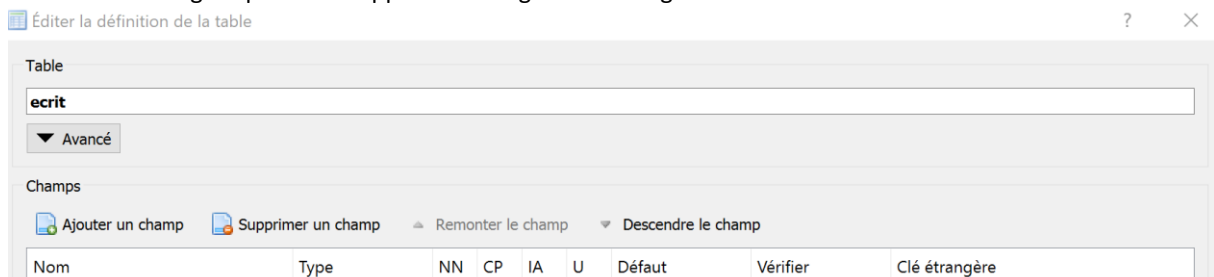 Éditer la définition de la table ?
Table
ecrit
Avancé
Champs
Ajouter un champ Supprimer un champ Remonter le champ Descendre le champ
Nom Type NN CP IA U Défaut Vérifier Clé étrangère